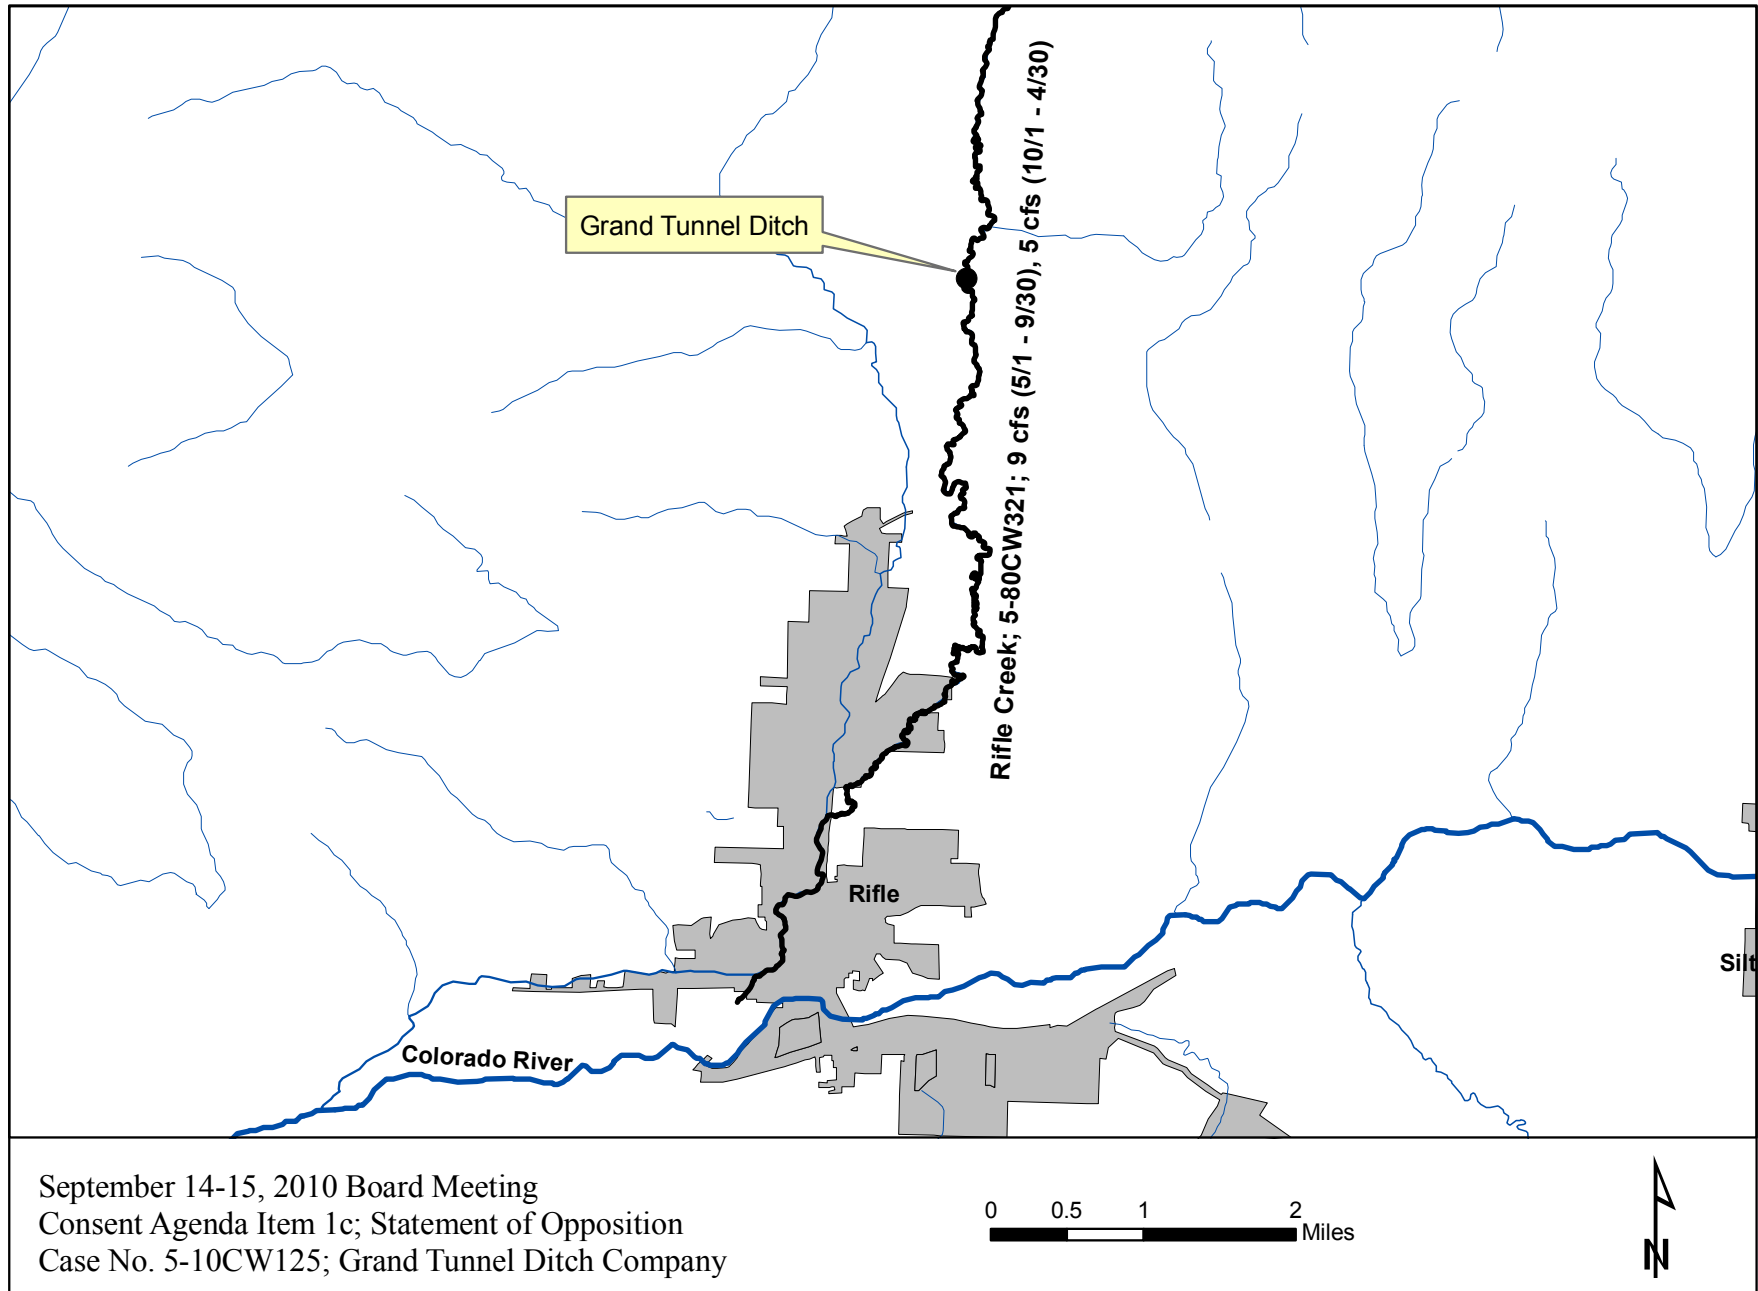 Grand Tunnel Ditch
Rifle Creek; 5-80CW321; 9 cfs (5/1 - 9/30), 5 cfs (10/1 - 4/30)
Rifle
Silt
Colorado River
September 14-15, 2010 Board Meeting
Consent Agenda Item 1c; Statement of Opposition
Case No. 5-10CW125; Grand Tunnel Ditch Company
0 0.5 1 2
Miles
N